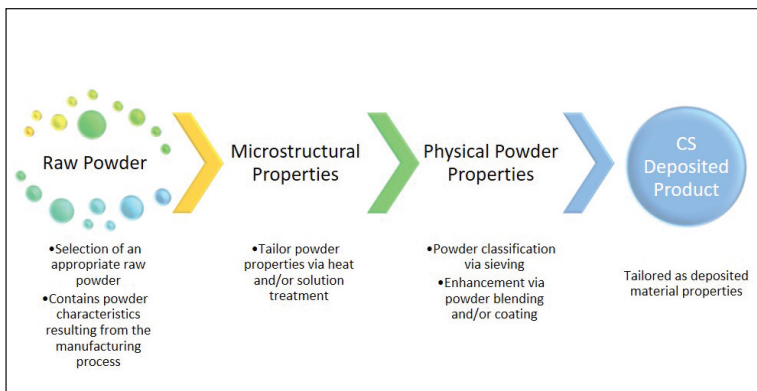 Raw Powder
•Selection of an
appropriate raw
powder
•Contains powder
characteristics
resulting from the
manufacturing
process
Microstructural
Properties
•Tailor powder
properties via heat
and/or solution
treatment
Physical Powder
Properties
•Powder classification
via sieving
•Enhancement via
powder blending
and/or coating
CS
Deposited
Product
Tailored as deposited
material properties